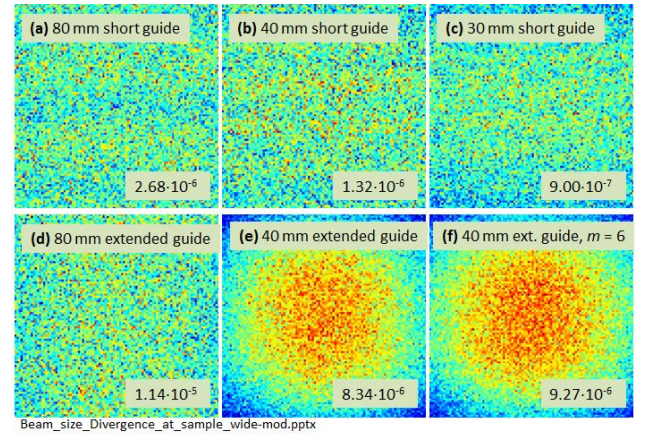 (a) 80 mm short guide
2.68·10⁻⁶
(b) 40 mm short guide
1.32·10⁻⁶
(c) 30 mm short guide
9.00·10⁻⁷
(d) 80 mm extended guide
1.14·10⁻⁵
(e) 40 mm extended guide
8.34·10⁻⁶
(f) 40 mm ext. guide, m = 6
9.27·10⁻⁶
Beam_size_Divergence_at_sample_wide-mod.pptx